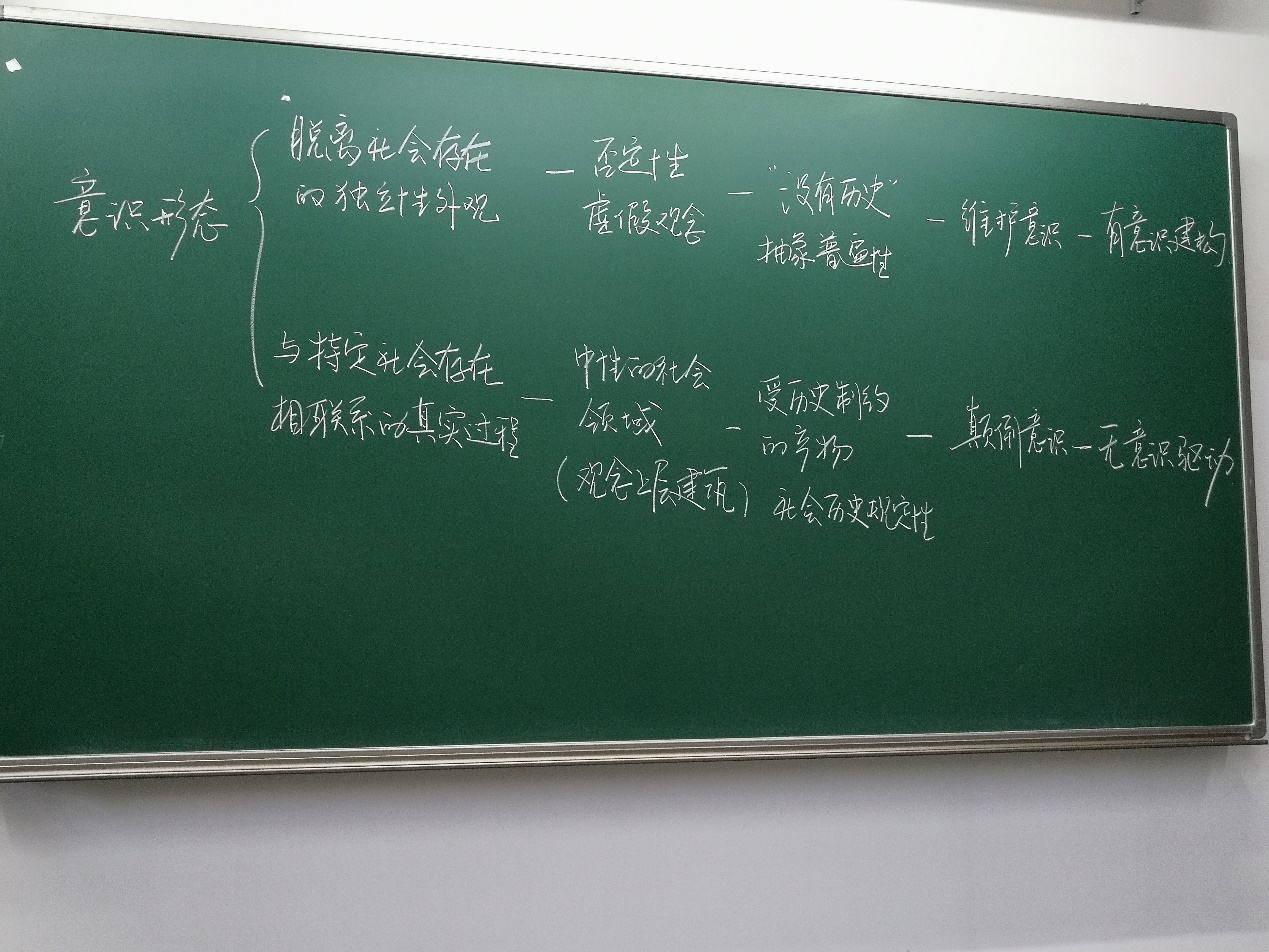 意识形态
脱离社会存在
的独立性外观
— 否定性
虚假观念
— "没有历史"
抽象普遍性
— 维护意识 — 有意识建构
与特定社会存在
相联系的真实过程
— 中性的社会
领域
(观念上层建筑)
— 受历史制约
的产物
社会历史规定性
— 颠倒意识 — 无意识驱动